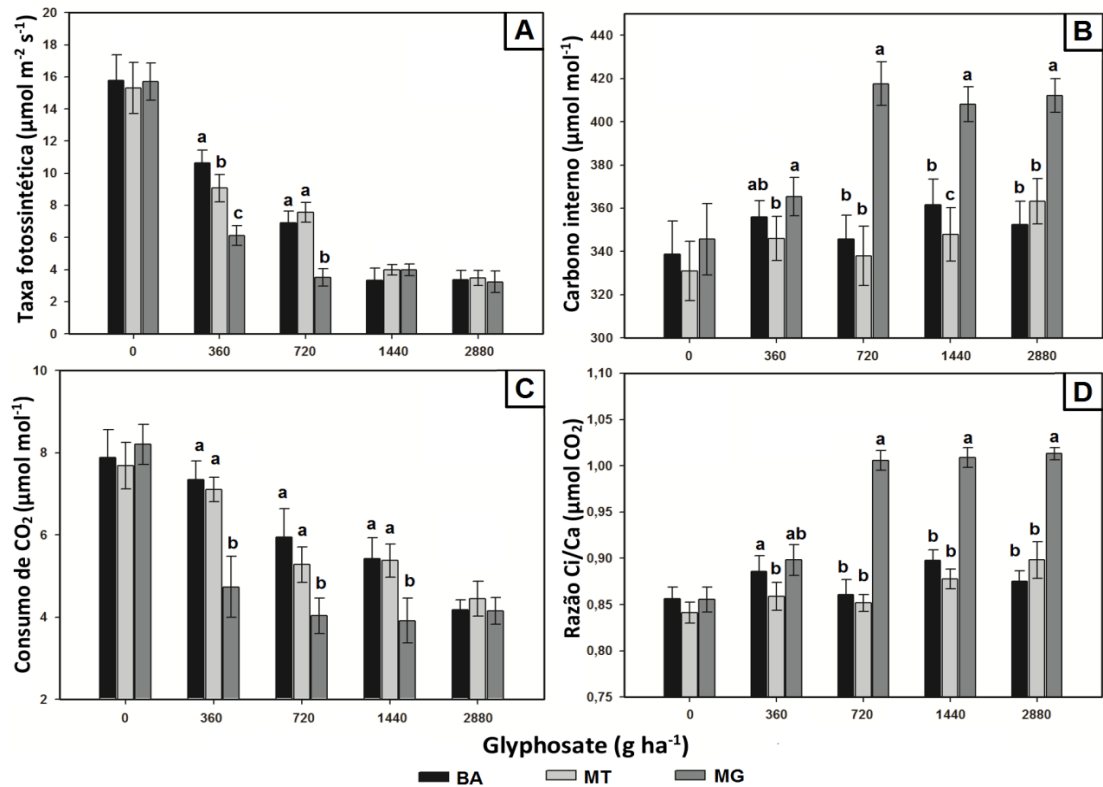 A
Taxa fotossintética (µmol m⁻² s⁻¹)
20
18
16
14
12
10
8
6
4
2
0
a
b
c
a
a
b
0
360
720
1440
2880
B
Carbono interno (µmol mol⁻¹)
440
420
400
380
360
340
320
300
ab
b
a
b
b
a
b
c
a
b
b
a
0
360
720
1440
2880
C
Consumo de CO₂ (µmol mol⁻¹)
10
8
6
4
2
a
a
b
a
a
b
a
a
b
0
360
720
1440
2880
D
Razão Ci/Ca (µmol CO₂)
1,10
1,05
1,00
0,95
0,90
0,85
0,80
0,75
a
b
ab
b
b
a
b
b
a
b
b
a
0
360
720
1440
2880
Glyphosate (g ha⁻¹)
BA MT MG